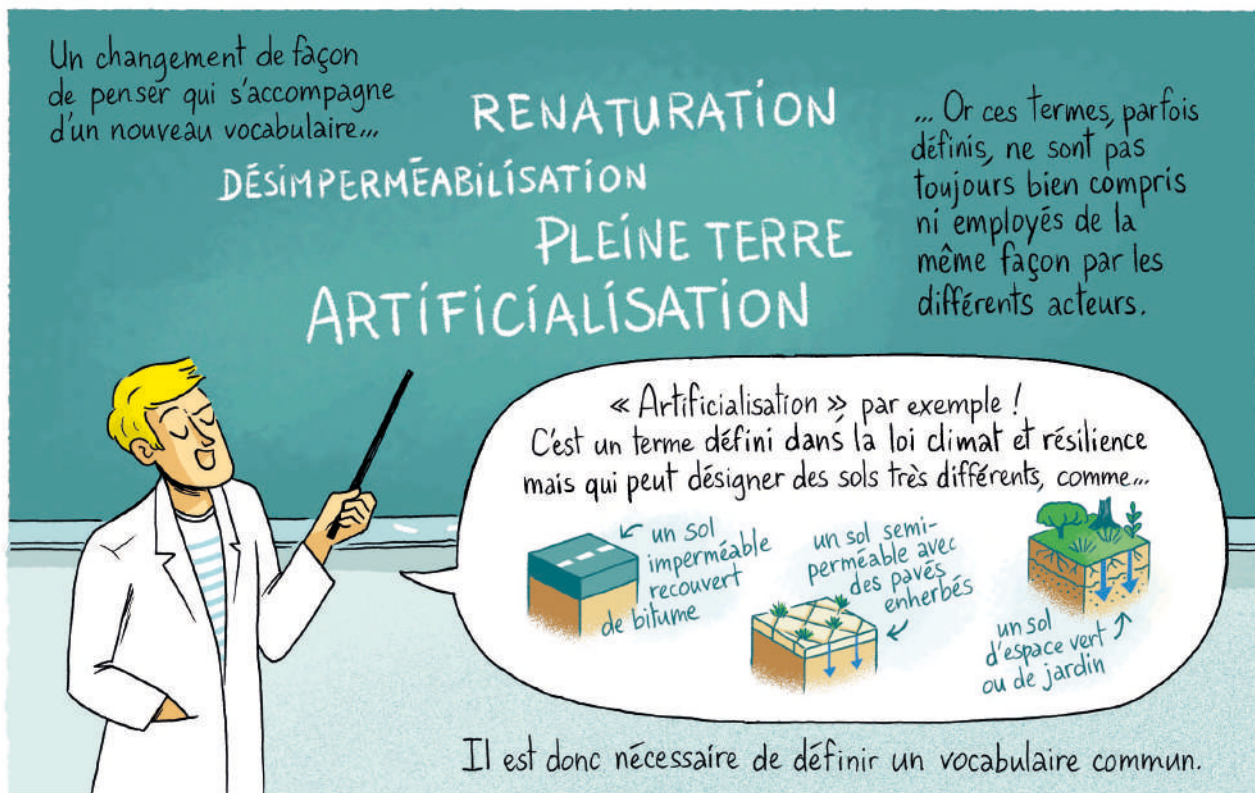 Un changement de façon
de penser qui s'accompagne
d'un nouveau vocabulaire...
RENATURATION
DÉSIMPERMÉABILISATION
PLEINE TERRE
ARTIFICIALISATION
... Or ces termes, parfois
définis, ne sont pas
toujours bien compris
ni employés de la
même façon par les
différents acteurs.
« Artificialisation » par exemple !
C'est un terme défini dans la loi climat et résilience
mais qui peut désigner des sols très différents, comme...
un sol
imperméable
recouvert
de bitume
un sol semi-
perméable avec
des pavés
enherbés
un sol
d'espace vert
ou de jardin
Il est donc nécessaire de définir un vocabulaire commun.